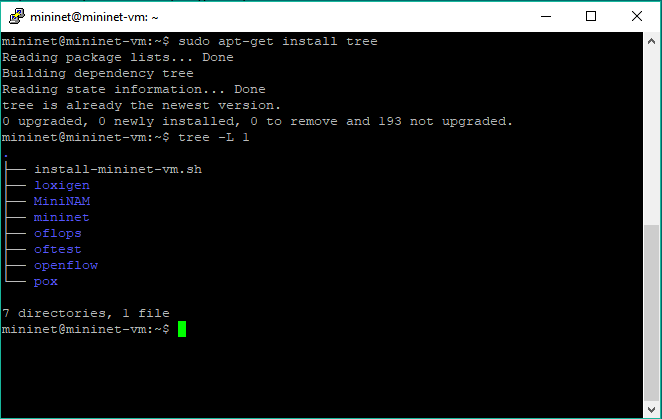 mininet@mininet-vm: ~
mininet@mininet-vm:~$ sudo apt-get install tree
Reading package lists... Done
Building dependency tree
Reading state information... Done
tree is already the newest version.
0 upgraded, 0 newly installed, 0 to remove and 193 not upgraded.
mininet@mininet-vm:~$ tree -L 1
.
├── install-mininet-vm.sh
├── loxigen
├── MiniNAM
├── mininet
├── oflops
├── oftest
├── openflow
└── pox
7 directories, 1 file
mininet@mininet-vm:~$